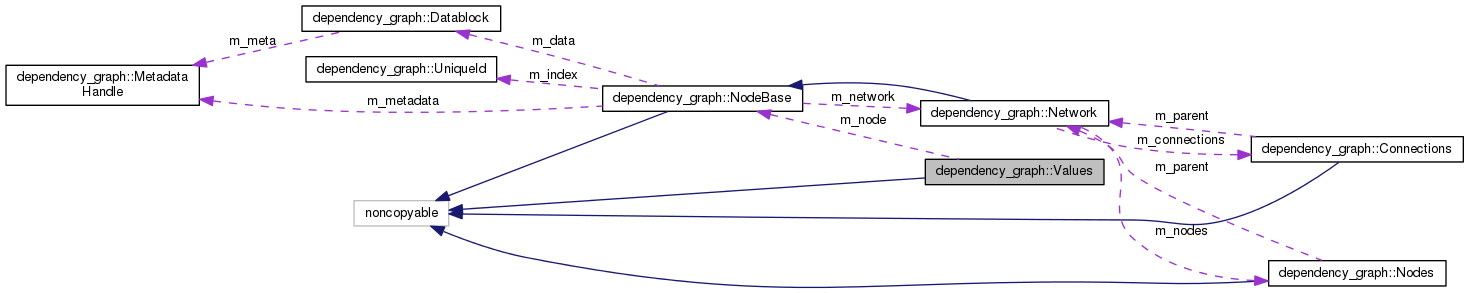 dependency_graph::Datablock
m_meta
m_data
dependency_graph::UniqueId
dependency_graph::Metadata
Handle
m_index
m_metadata
dependency_graph::NodeBase
m_network
m_node
dependency_graph::Network
m_parent
m_connections
dependency_graph::Connections
m_parent
dependency_graph::Values
noncopyable
m_nodes
dependency_graph::Nodes